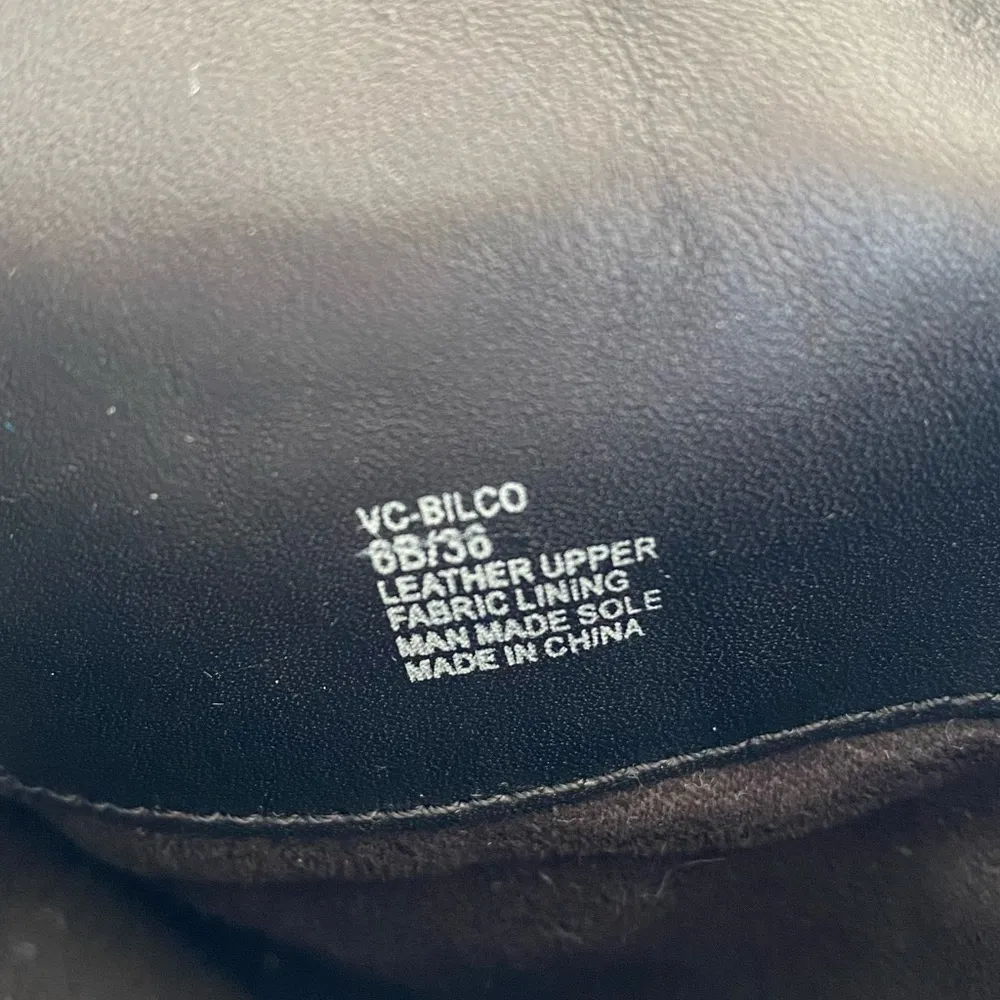 VC-BILCO
6B/36
LEATHER UPPER
FABRIC LINING
MAN MADE SOLE
MADE IN CHINA